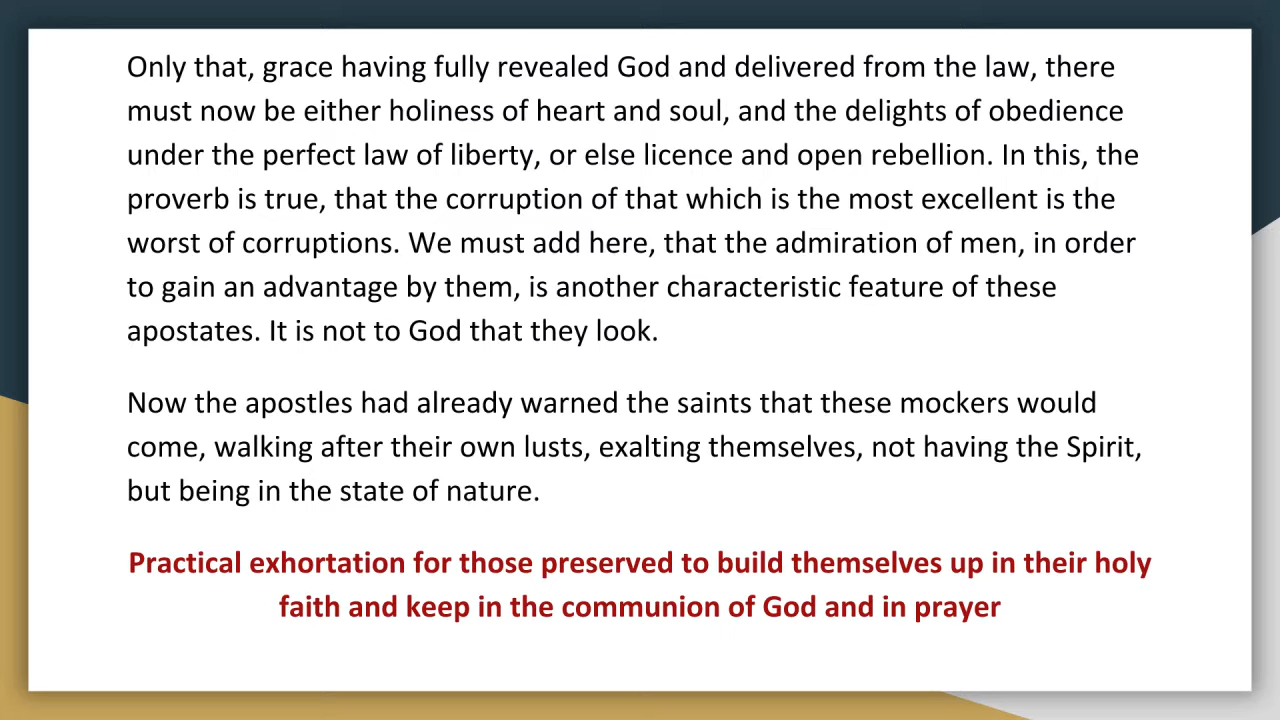 Only that, grace having fully revealed God and delivered from the law, there
must now be either holiness of heart and soul, and the delights of obedience
under the perfect law of liberty, or else licence and open rebellion. In this, the
proverb is true, that the corruption of that which is the most excellent is the
worst of corruptions. We must add here, that the admiration of men, in order
to gain an advantage by them, is another characteristic feature of these
apostates. It is not to God that they look.
Now the apostles had already warned the saints that these mockers would
come, walking after their own lusts, exalting themselves, not having the Spirit,
but being in the state of nature.
Practical exhortation for those preserved to build themselves up in their holy
faith and keep in the communion of God and in prayer